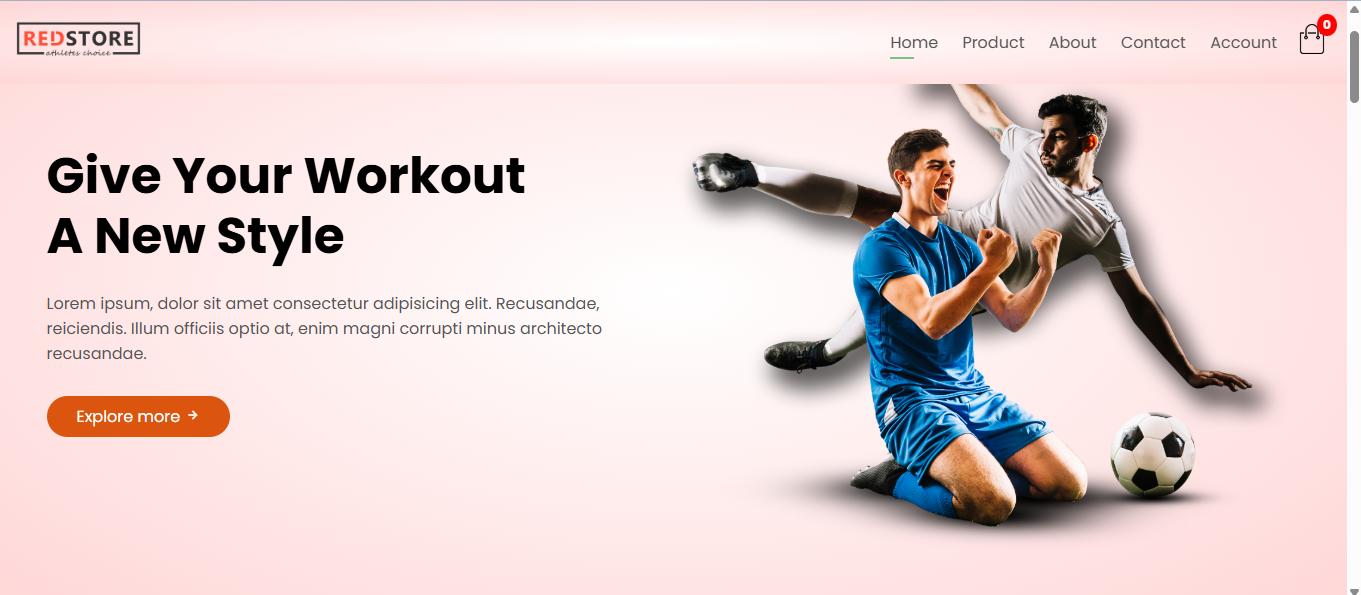 REDSTORE
athletes choice
Home Product About Contact Account
0
Give Your Workout
A New Style
Lorem ipsum, dolor sit amet consectetur adipisicing elit. Recusandae,
reiciendis. Illum officiis optio at, enim magni corrupti minus architecto
recusandae.
Explore more →